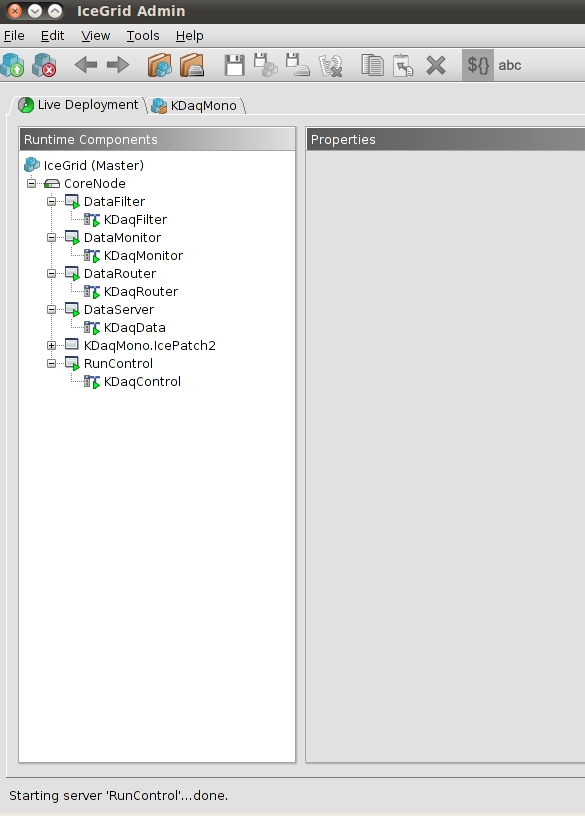 IceGrid Admin
File Edit View Tools Help
${} abc
Live Deployment KDaqMono
Runtime Components
Properties
IceGrid (Master)
CoreNode
DataFilter
KDaqFilter
DataMonitor
KDaqMonitor
DataRouter
KDaqRouter
DataServer
KDaqData
KDaqMono.IcePatch2
RunControl
KDaqControl
Starting server 'RunControl'...done.